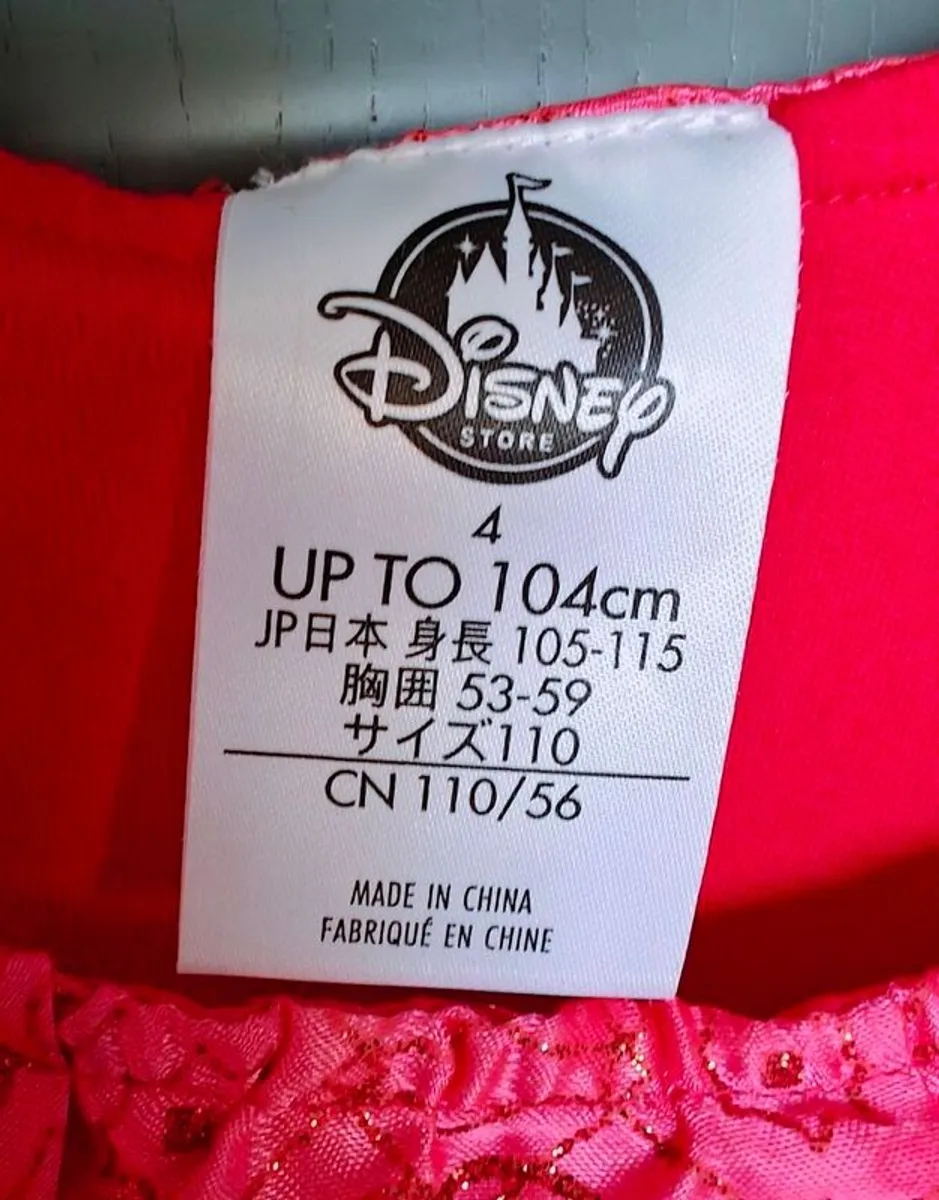 Disney
STORE
4
UP TO 104cm
JP日本 身長 105-115
胸囲 53-59
サイズ110
CN 110/56
MADE IN CHINA
FABRIQUÉ EN CHINE